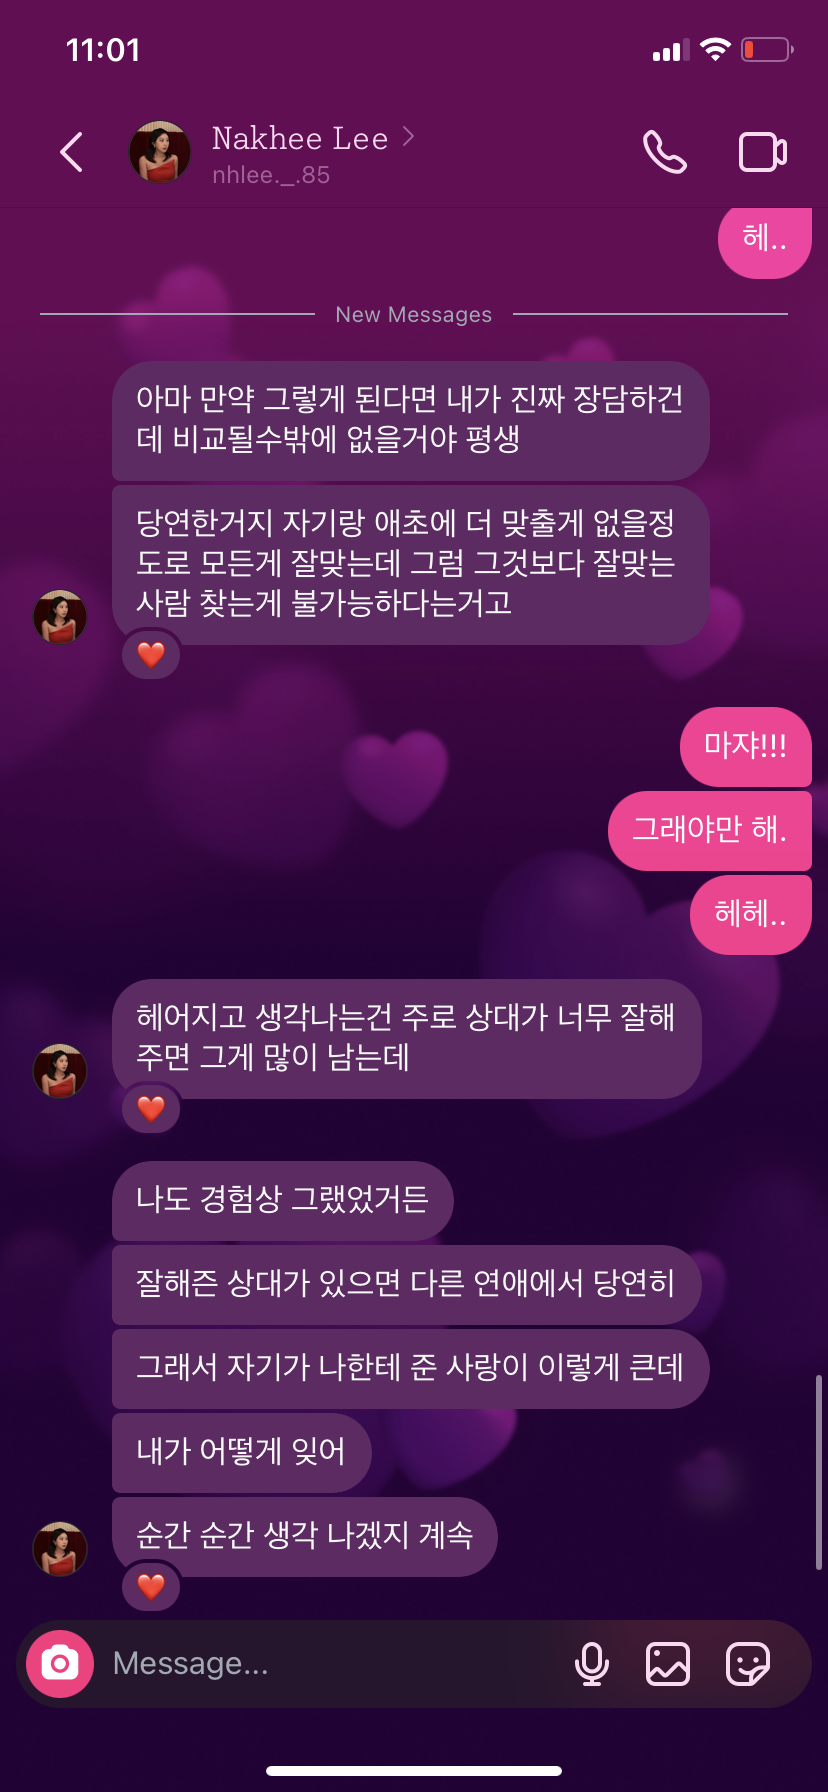 11:01
Nakhee Lee
nhlee._.85
헤..
New Messages
아마 만약 그렇게 된다면 내가 진짜 장담하건
데 비교될수밖에 없을거야 평생
당연한거지 자기랑 애초에 더 맞출게 없을정
도로 모든게 잘맞는데 그럼 그것보다 잘맞는
사람 찾는게 불가능하다는거고
마쟈!!!
그래야만 해.
헤헤..
헤어지고 생각나는건 주로 상대가 너무 잘해
주면 그게 많이 남는데
나도 경험상 그랬었거든
잘해즌 상대가 있으면 다른 연애에서 당연히
그래서 자기가 나한테 준 사랑이 이렇게 큰데
내가 어떻게 잊어
순간 순간 생각 나겠지 계속
Message...